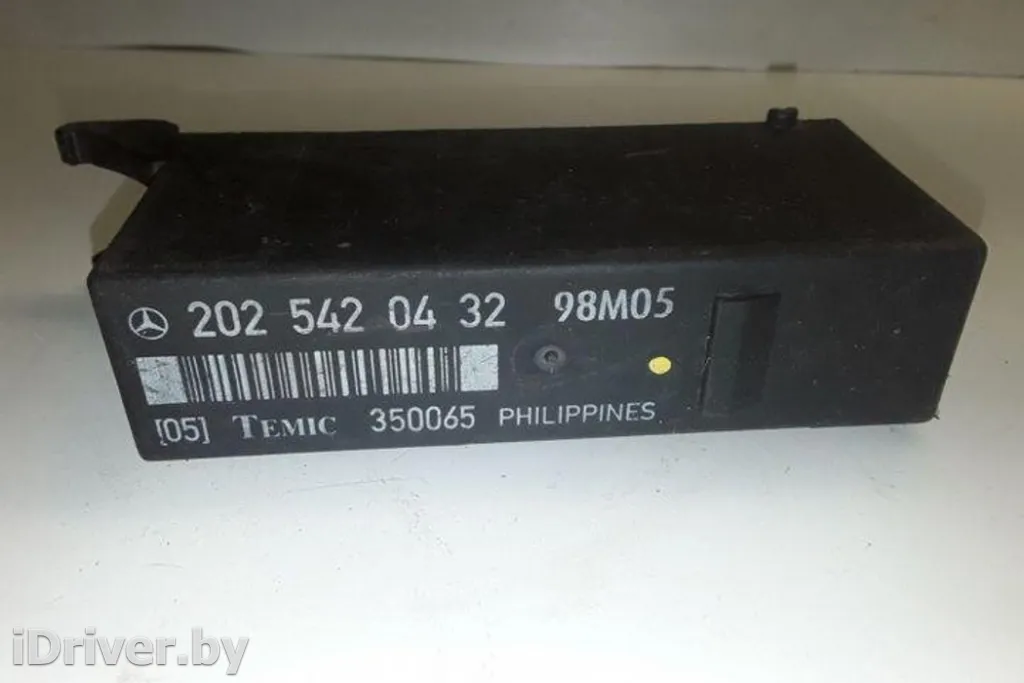 202 542 04 32 98M05
[05] TEMIC 350065 PHILIPPINES
iDriver.by